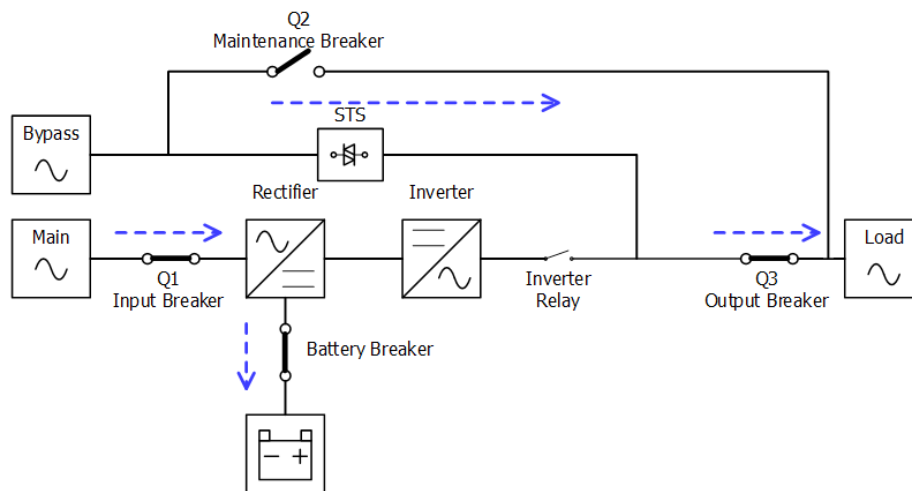 Q2
Maintenance Breaker
STS
Bypass
Rectifier
Inverter
Main
Load
Q1
Input Breaker
Inverter
Relay
Q3
Output Breaker
Battery Breaker